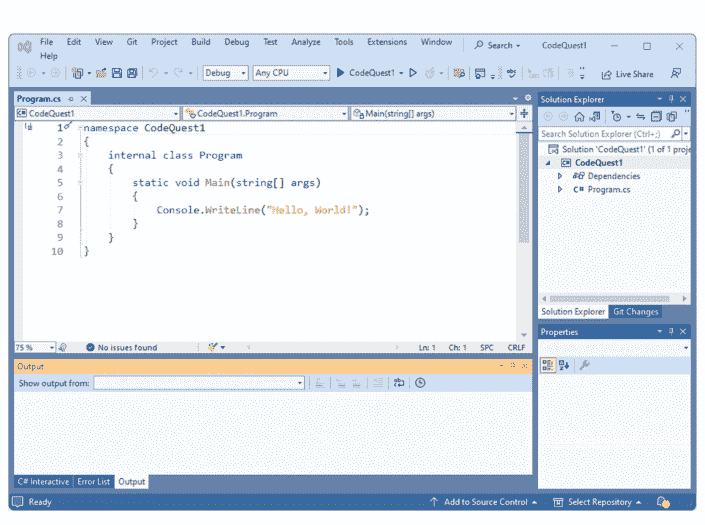 File Edit View Git Project Build Debug Test Analyze Tools Extensions Window Search CodeQuest1
Help
Debug Any CPU CodeQuest1 Live Share
Program.cs
CodeQuest1 CodeQuest1.Program Main(string[] args)
1 namespace CodeQuest1
2 {
3 internal class Program
4 {
5 static void Main(string[] args)
6 {
7 Console.WriteLine("Hello, World!");
8 }
9 }
10 }
75 % No issues found Ln: 1 Ch: 1 SPC CRLF
Output
Show output from:
C# Interactive Error List Output
Solution Explorer
Search Solution Explorer (Ctrl+;)
Solution 'CodeQuest1' (1 of 1 proje
C# CodeQuest1
Dependencies
C# Program.cs
Solution Explorer Git Changes
Properties
Ready Add to Source Control Select Repository